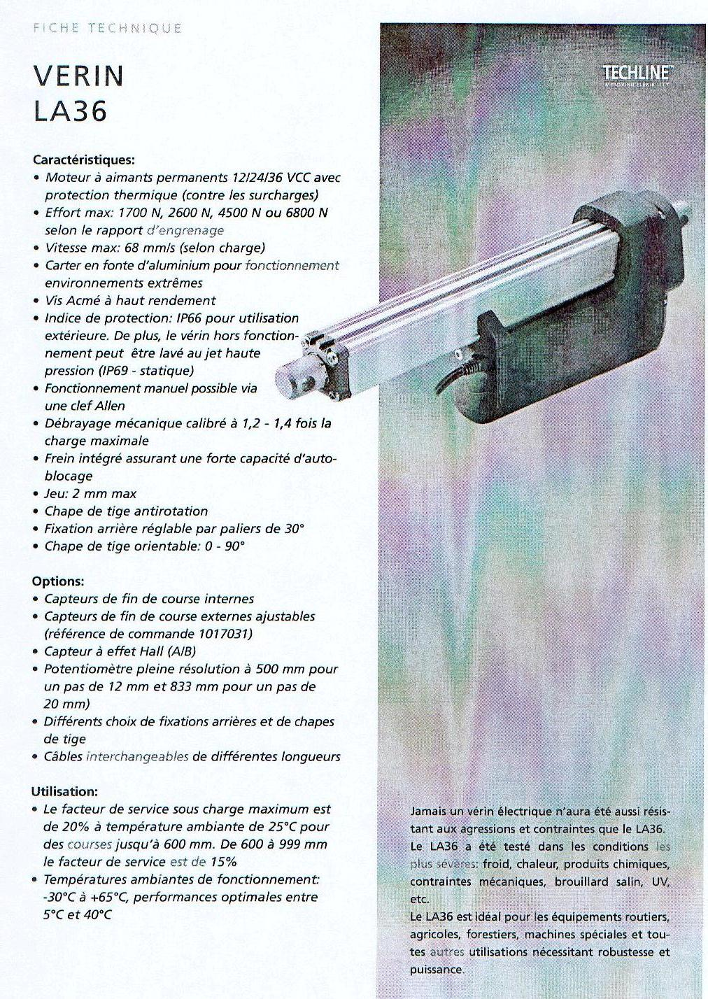 FICHE TECHNIQUE
VERIN
LA36
Caractéristiques:
• Moteur à aimants permanents 12/24/36 VCC avec
protection thermique (contre les surcharges)
• Effort max: 1700 N, 2600 N, 4500 N ou 6800 N
selon le rapport d'engrenage
• Vitesse max: 68 mm/s (selon charge)
• Carter en fonte d'aluminium pour fonctionnement
environnements extrêmes
• Vis Acmé à haut rendement
• Indice de protection: IP66 pour utilisation
extérieure. De plus, le vérin hors fonction-
nement peut être lavé au jet haute
pression (IP69 - statique)
• Fonctionnement manuel possible via
une clef Allen
• Débrayage mécanique calibré à 1,2 - 1,4 fois la
charge maximale
• Frein intégré assurant une forte capacité d'auto-
blocage
• Jeu: 2 mm max
• Chape de tige antirotation
• Fixation arrière réglable par paliers de 30°
• Chape de tige orientable: 0 - 90°
Options:
• Capteurs de fin de course internes
• Capteurs de fin de course externes ajustables
(référence de commande 1017031)
• Capteur à effet Hall (A/B)
• Potentiomètre pleine résolution à 500 mm pour
un pas de 12 mm et 833 mm pour un pas de
20 mm)
• Différents choix de fixations arrières et de chapes
de tige
• Câbles interchangeables de différentes longueurs
Utilisation:
• Le facteur de service sous charge maximum est
de 20% à température ambiante de 25°C pour
des courses jusqu'à 600 mm. De 600 à 999 mm
le facteur de service est de 15%
• Températures ambiantes de fonctionnement:
-30°C à +65°C, performances optimales entre
5°C et 40°C
TECHLINE™
IMPROVING FLEXIBILITY
Jamais un vérin électrique n'aura été aussi résis-
tant aux agressions et contraintes que le LA36.
Le LA36 a été testé dans les conditions les
plus sévères: froid, chaleur, produits chimiques,
contraintes mécaniques, brouillard salin, UV,
etc.
Le LA36 est idéal pour les équipements routiers,
agricoles, forestiers, machines spéciales et tou-
tes autres utilisations nécessitant robustesse et
puissance.